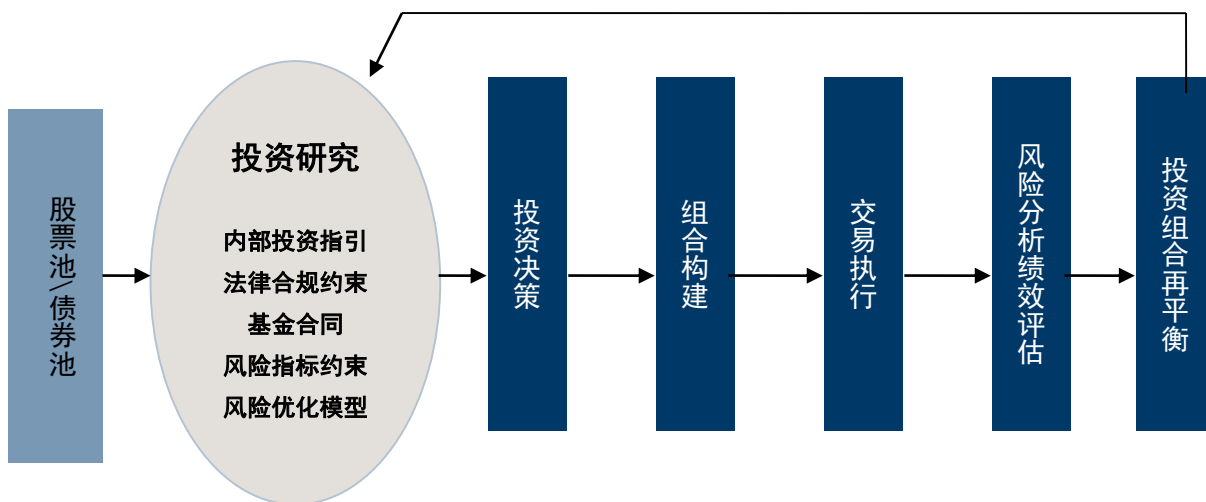 股票池/债券池
投资研究
内部投资指引
法律合规约束
基金合同
风险指标约束
风险优化模型
投资决策
组合构建
交易执行
风险分析绩效评估
投资组合再平衡